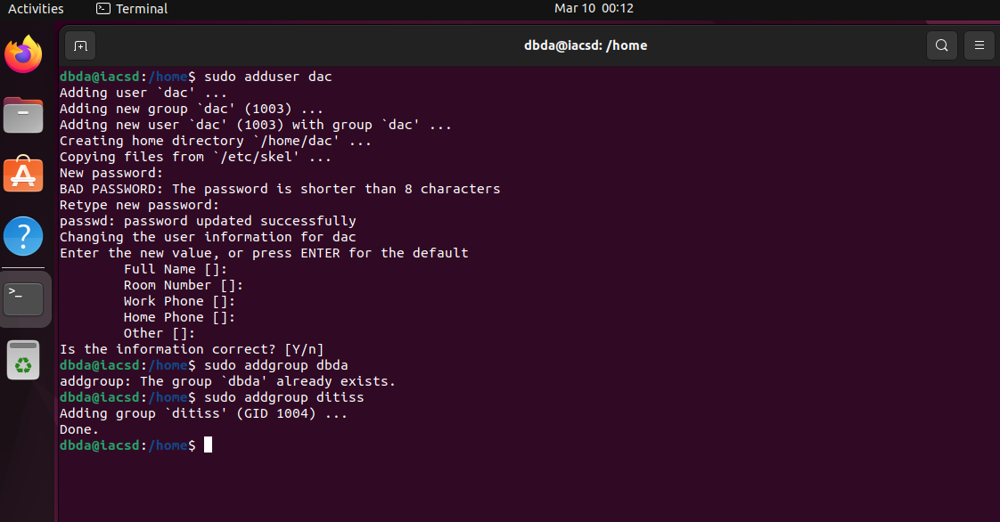 Activities
Terminal
Mar 10 00:12
dbda@iacsd: /home
dbda@iacsd:/home$ sudo adduser dac
Adding user `dac' ...
Adding new group `dac' (1003) ...
Adding new user `dac' (1003) with group `dac' ...
Creating home directory `/home/dac' ...
Copying files from `/etc/skel' ...
New password:
BAD PASSWORD: The password is shorter than 8 characters
Retype new password:
passwd: password updated successfully
Changing the user information for dac
Enter the new value, or press ENTER for the default
        Full Name []:
        Room Number []:
        Work Phone []:
        Home Phone []:
        Other []:
Is the information correct? [Y/n]
dbda@iacsd:/home$ sudo addgroup dbda
addgroup: The group `dbda' already exists.
dbda@iacsd:/home$ sudo addgroup ditiss
Adding group `ditiss' (GID 1004) ...
Done.
dbda@iacsd:/home$